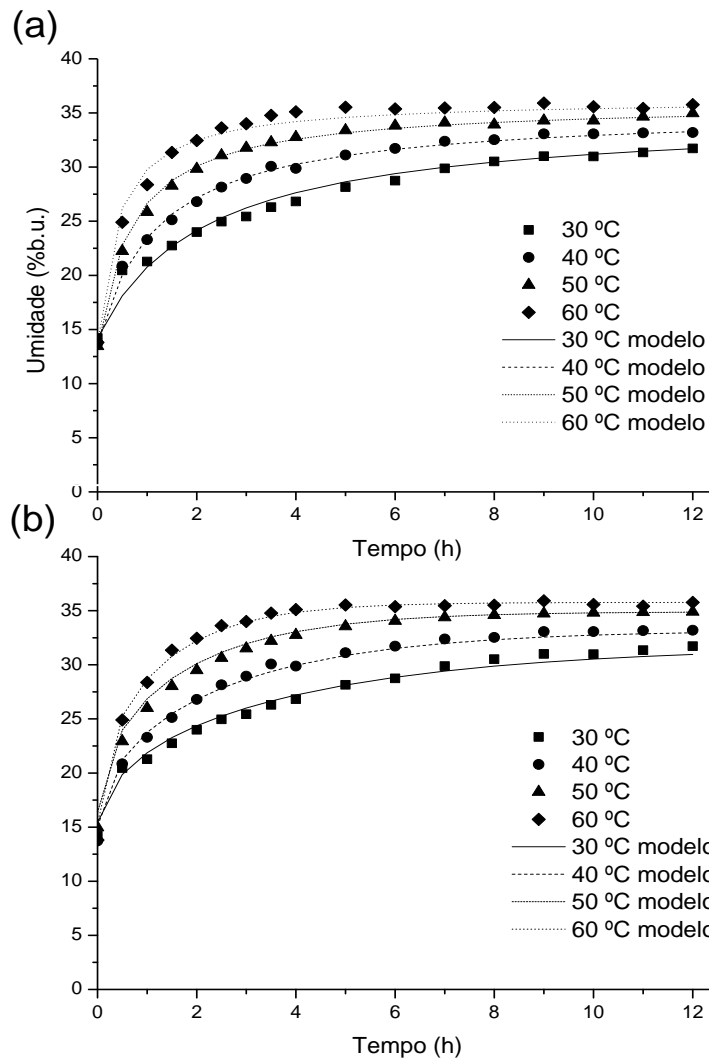 (a)
40
35
30
25
20
15
10
5
0
Umidade (%b.u.)
30 ºC
40 ºC
50 ºC
60 ºC
30 ºC modelo
40 ºC modelo
50 ºC modelo
60 ºC modelo
0 2 4 6 8 10 12
Tempo (h)
(b)
40
35
30
25
20
15
10
5
0
30 ºC
40 ºC
50 ºC
60 ºC
30 ºC modelo
40 ºC modelo
50 ºC modelo
60 ºC modelo
0 2 4 6 8 10 12
Tempo (h)